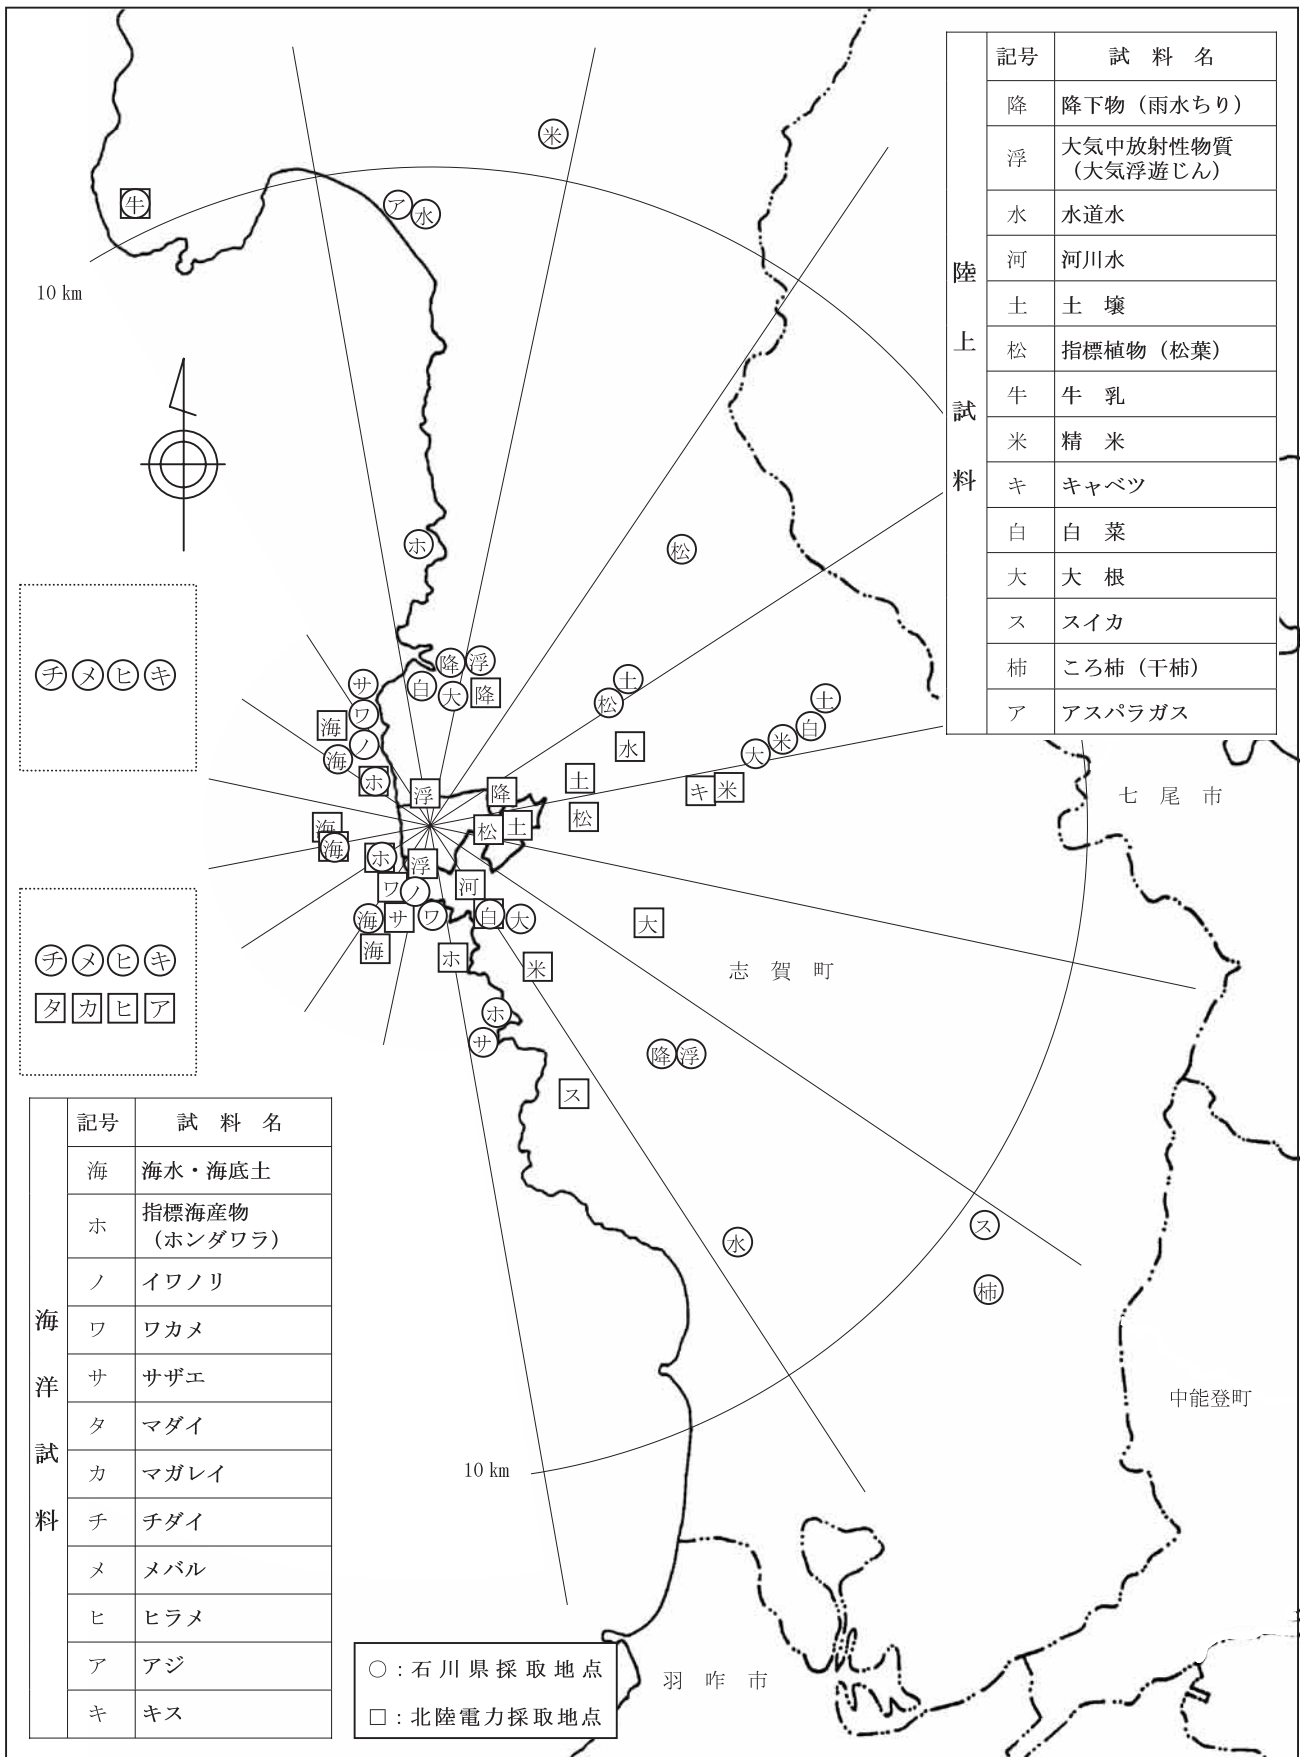 米
牛
ア
水
10 km
ホ
松
チ
メ
ヒ
キ
降
浮
白
大
降
サ
ワ
海
ノ
海
ホ
土
松
水
土
白
米
大
キ
米
土
松
浮
降
松
土
海
海
ホ
浮
ワ
ノ
河
海
サ
ワ
白
大
海
ホ
米
大
七尾市
志賀町
チ
メ
ヒ
キ
タ
カ
ヒ
ア
ホ
サ
降
浮
ス
水
ス
柿
中能登町
10 km
羽咋市
陸上試料
記号 試料名
降 降下物（雨水ちり）
浮 大気中放射性物質
（大気浮遊じん）
水 水道水
河 河川水
土 土壌
松 指標植物（松葉）
牛 牛乳
米 精米
キ キャベツ
白 白菜
大 大根
ス スイカ
柿 ころ柿（干柿）
ア アスパラガス
海洋試料
記号 試料名
海 海水・海底土
ホ 指標海産物
（ホンダワラ）
ノ イワノリ
ワ ワカメ
サ サザエ
タ マダイ
カ マガレイ
チ チダイ
メ メバル
ヒ ヒラメ
ア アジ
キ キス
○：石川県採取地点
□：北陸電力採取地点